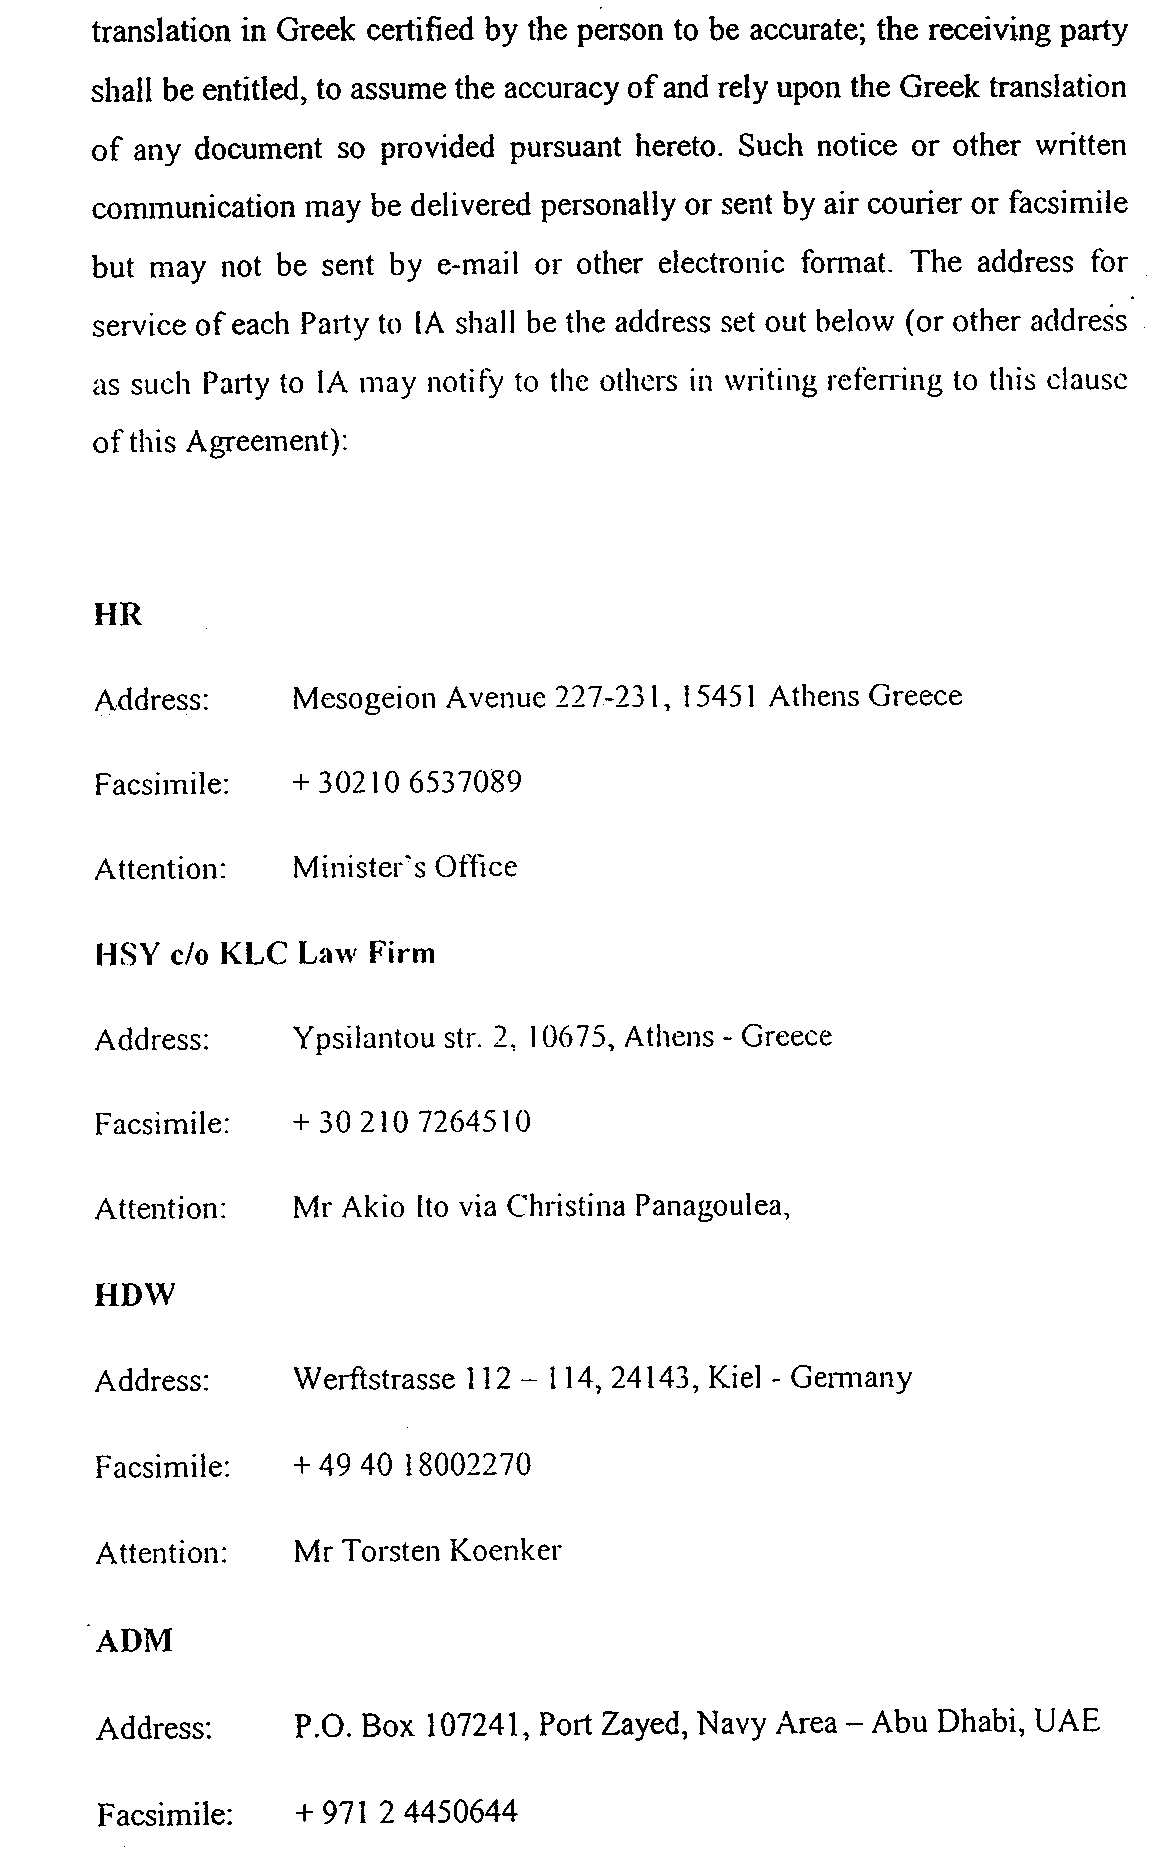 translation in Greek certified by the person to be accurate; the receiving party
shall be entitled, to assume the accuracy of and rely upon the Greek translation
of any document so provided pursuant hereto. Such notice or other written
communication may be delivered personally or sent by air courier or facsimile
but may not be sent by e-mail or other electronic format. The address for
service of each Party to IA shall be the address set out below (or other address
as such Party to IA may notify to the others in writing referring to this clause
of this Agreement):
HR
Address: Mesogeion Avenue 227-231, 15451 Athens Greece
Facsimile: + 30210 6537089
Attention: Minister's Office
HSY c/o KLC Law Firm
Address: Ypsilantou str. 2, 10675, Athens - Greece
Facsimile: + 30 210 7264510
Attention: Mr Akio Ito via Christina Panagoulea,
HDW
Address: Werftstrasse 112 – 114, 24143, Kiel - Germany
Facsimile: + 49 40 18002270
Attention: Mr Torsten Koenker
ADM
Address: P.O. Box 107241, Port Zayed, Navy Area – Abu Dhabi, UAE
Facsimile: + 971 2 4450644